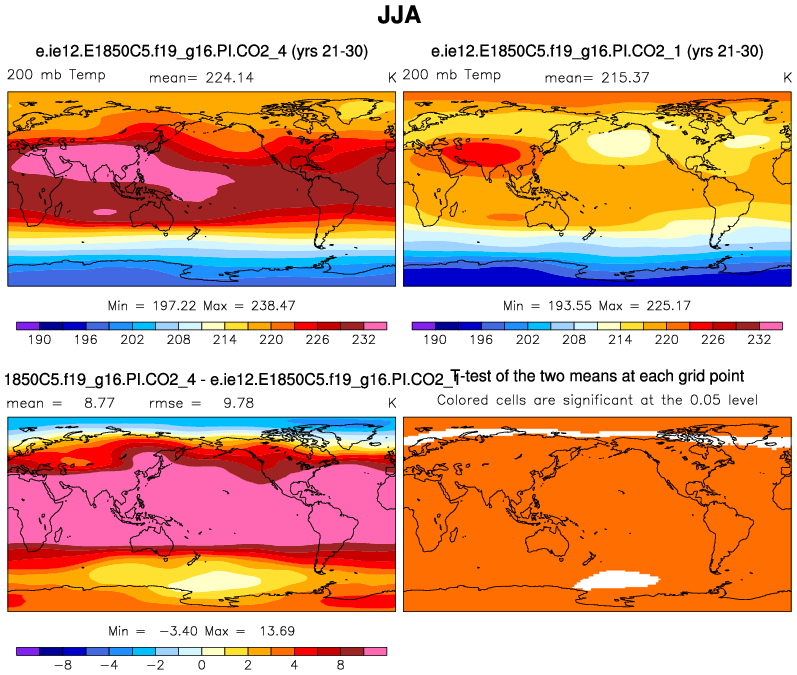 JJA
e.ie12.E1850C5.f19_g16.PI.CO2_4 (yrs 21-30)
e.ie12.E1850C5.f19_g16.PI.CO2_1 (yrs 21-30)
200 mb Temp mean= 224.14 K
200 mb Temp mean= 215.37 K
Min = 197.22 Max = 238.47
Min = 193.55 Max = 225.17
190 196 202 208 214 220 226 232
190 196 202 208 214 220 226 232
1850C5.f19_g16.PI.CO2_4 - e.ie12.E1850C5.f19_g16.PI.CO2_
T-test of the two means at each grid point
mean = 8.77 rmse = 9.78 K
Colored cells are significant at the 0.05 level
Min = -3.40 Max = 13.69
-8 -4 -2 0 2 4 8